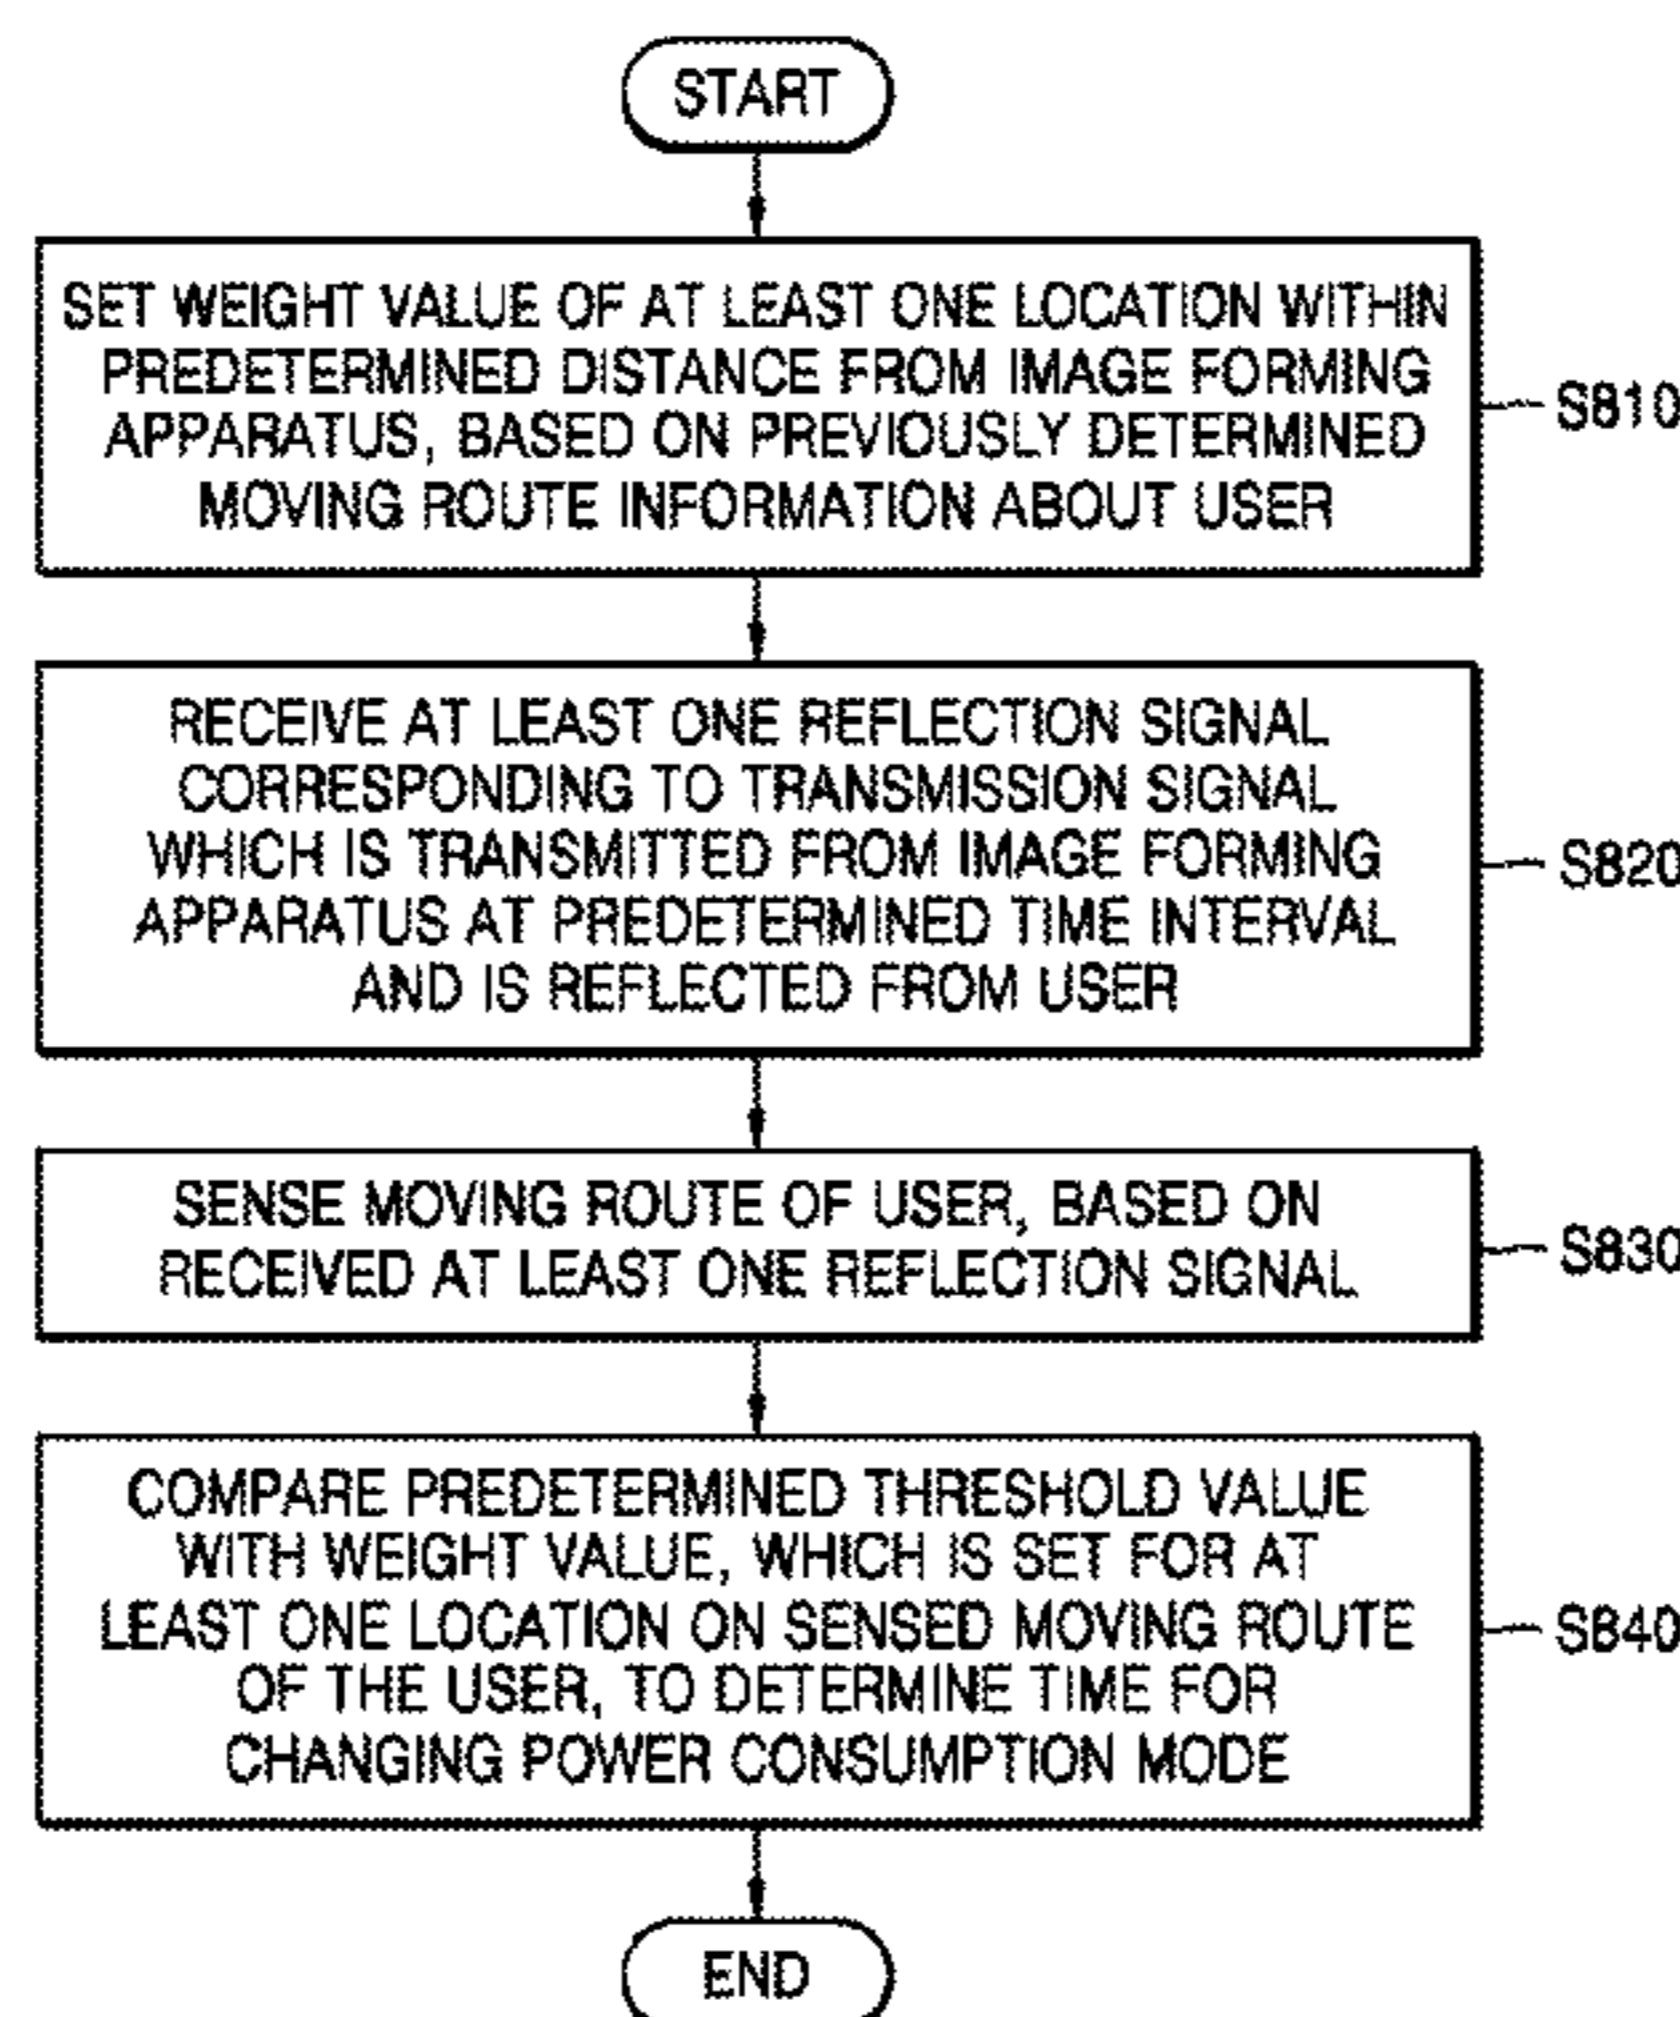 START
SET WEIGHT VALUE OF AT LEAST ONE LOCATION WITHIN
PREDETERMINED DISTANCE FROM IMAGE FORMING
APPARATUS, BASED ON PREVIOUSLY DETERMINED
MOVING ROUTE INFORMATION ABOUT USER
S810
RECEIVE AT LEAST ONE REFLECTION SIGNAL
CORRESPONDING TO TRANSMISSION SIGNAL
WHICH IS TRANSMITTED FROM IMAGE FORMING
APPARATUS AT PREDETERMINED TIME INTERVAL
AND IS REFLECTED FROM USER
S820
SENSE MOVING ROUTE OF USER, BASED ON
RECEIVED AT LEAST ONE REFLECTION SIGNAL
S830
COMPARE PREDETERMINED THRESHOLD VALUE
WITH WEIGHT VALUE, WHICH IS SET FOR AT
LEAST ONE LOCATION ON SENSED MOVING ROUTE
OF THE USER, TO DETERMINE TIME FOR
CHANGING POWER CONSUMPTION MODE
S840
END